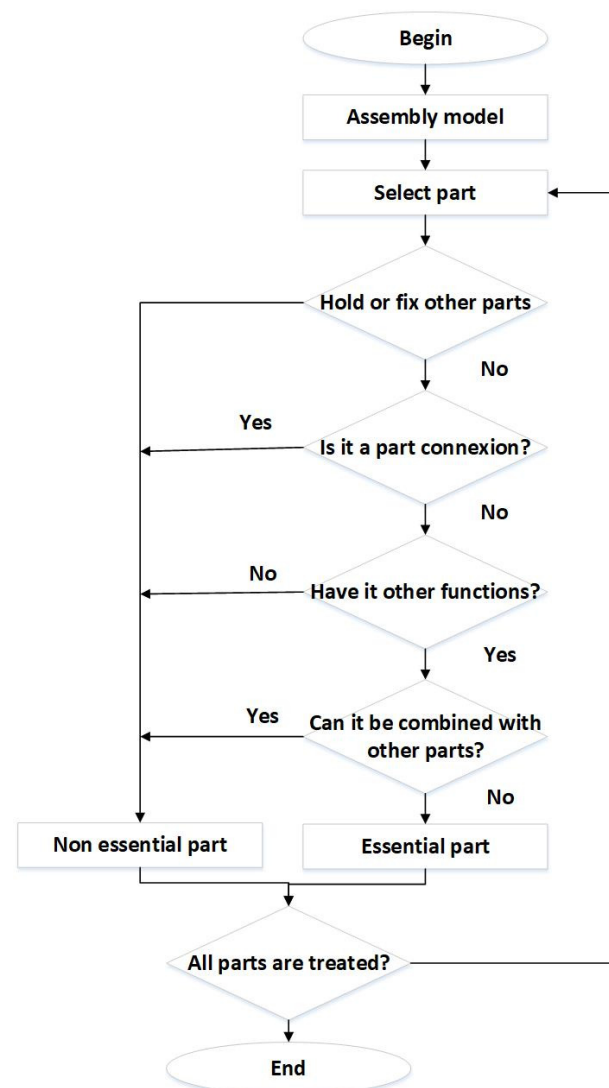 Begin
Assembly model
Select part
Hold or fix other parts
No
Yes
Is it a part connexion?
No
No
Have it other functions?
Yes
Yes
Can it be combined with
other parts?
No
Non essential part
Essential part
All parts are treated?
End